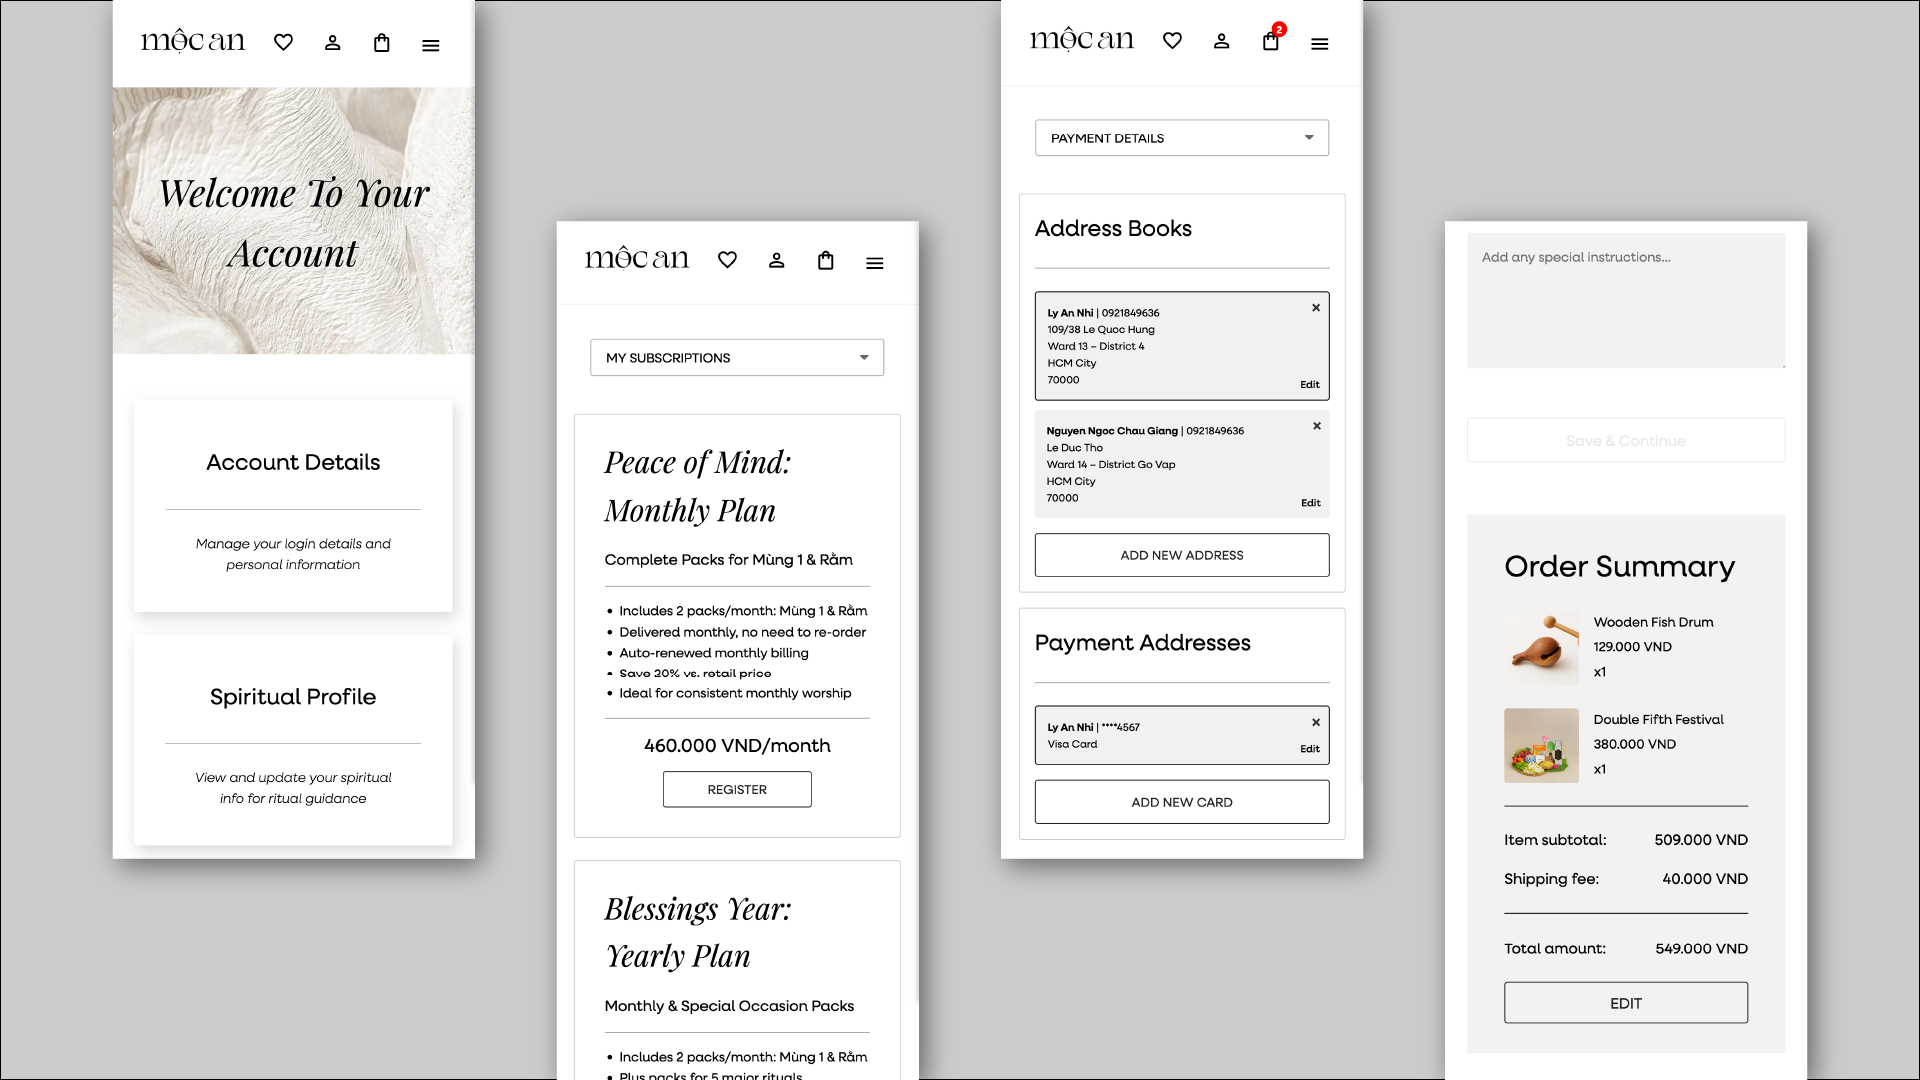 mộc an
Welcome To Your
Account
Account Details
Manage your login details and
personal information
Spiritual Profile
View and update your spiritual
info for ritual guidance
mộc an
MY SUBSCRIPTIONS
Peace of Mind:
Monthly Plan
Complete Packs for Mùng 1 & Rằm
• Includes 2 packs/month: Mùng 1 & Rằm
• Delivered monthly, no need to re-order
• Auto-renewed monthly billing
• Save 20% vs. retail price
• Ideal for consistent monthly worship
460.000 VND/month
REGISTER
Blessings Year:
Yearly Plan
Monthly & Special Occasion Packs
• Includes 2 packs/month: Mùng 1 & Rằm
Plus packs for 5 major rituals
mộc an
2
PAYMENT DETAILS
Address Books
Ly An Nhi | 0921849636
109/38 Le Quoc Hung
Ward 13 – District 4
HCM City
70000
Edit
Nguyen Ngoc Chau Giang | 0921849636
Le Duc Tho
Ward 14 – District Go Vap
HCM City
70000
Edit
ADD NEW ADDRESS
Payment Addresses
Ly An Nhi | ****4567
Visa Card
Edit
ADD NEW CARD
Add any special instructions...
Save & Continue
Order Summary
Wooden Fish Drum
129.000 VND
x1
Double Fifth Festival
380.000 VND
x1
Item subtotal: 509.000 VND
Shipping fee: 40.000 VND
Total amount: 549.000 VND
EDIT